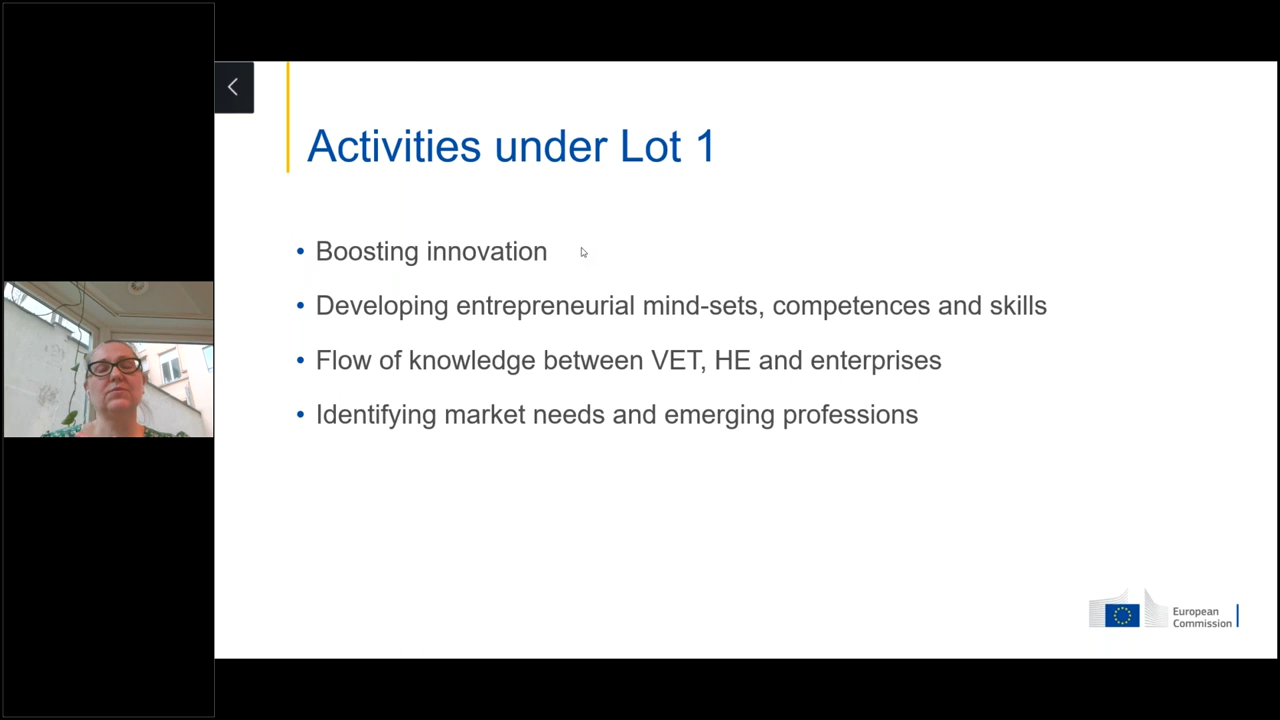 Activities under Lot 1
• Boosting innovation
• Developing entrepreneurial mind-sets, competences and skills
• Flow of knowledge between VET, HE and enterprises
• Identifying market needs and emerging professions
European
Commission